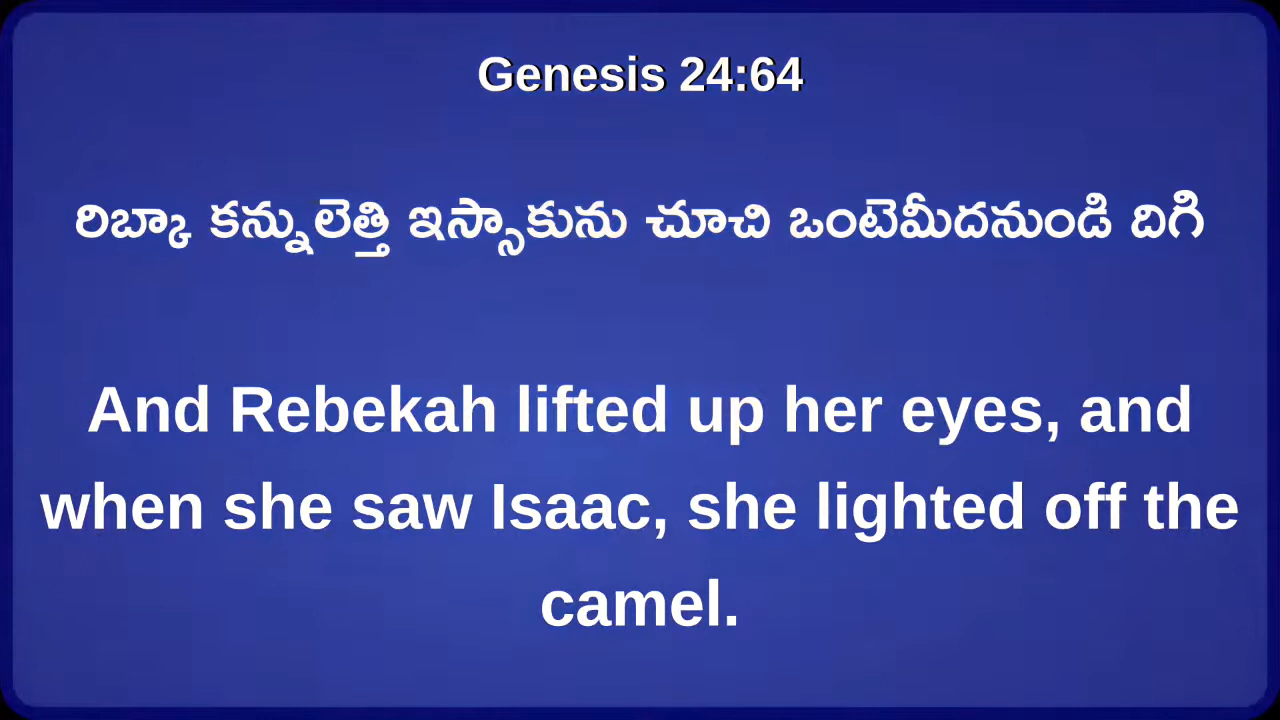 Genesis 24:64
రిబ్కా కన్నులెత్తి ఇస్సాకును చూచి ఒంటెమీదనుండి దిగి
And Rebekah lifted up her eyes, and
when she saw Isaac, she lighted off the
camel.